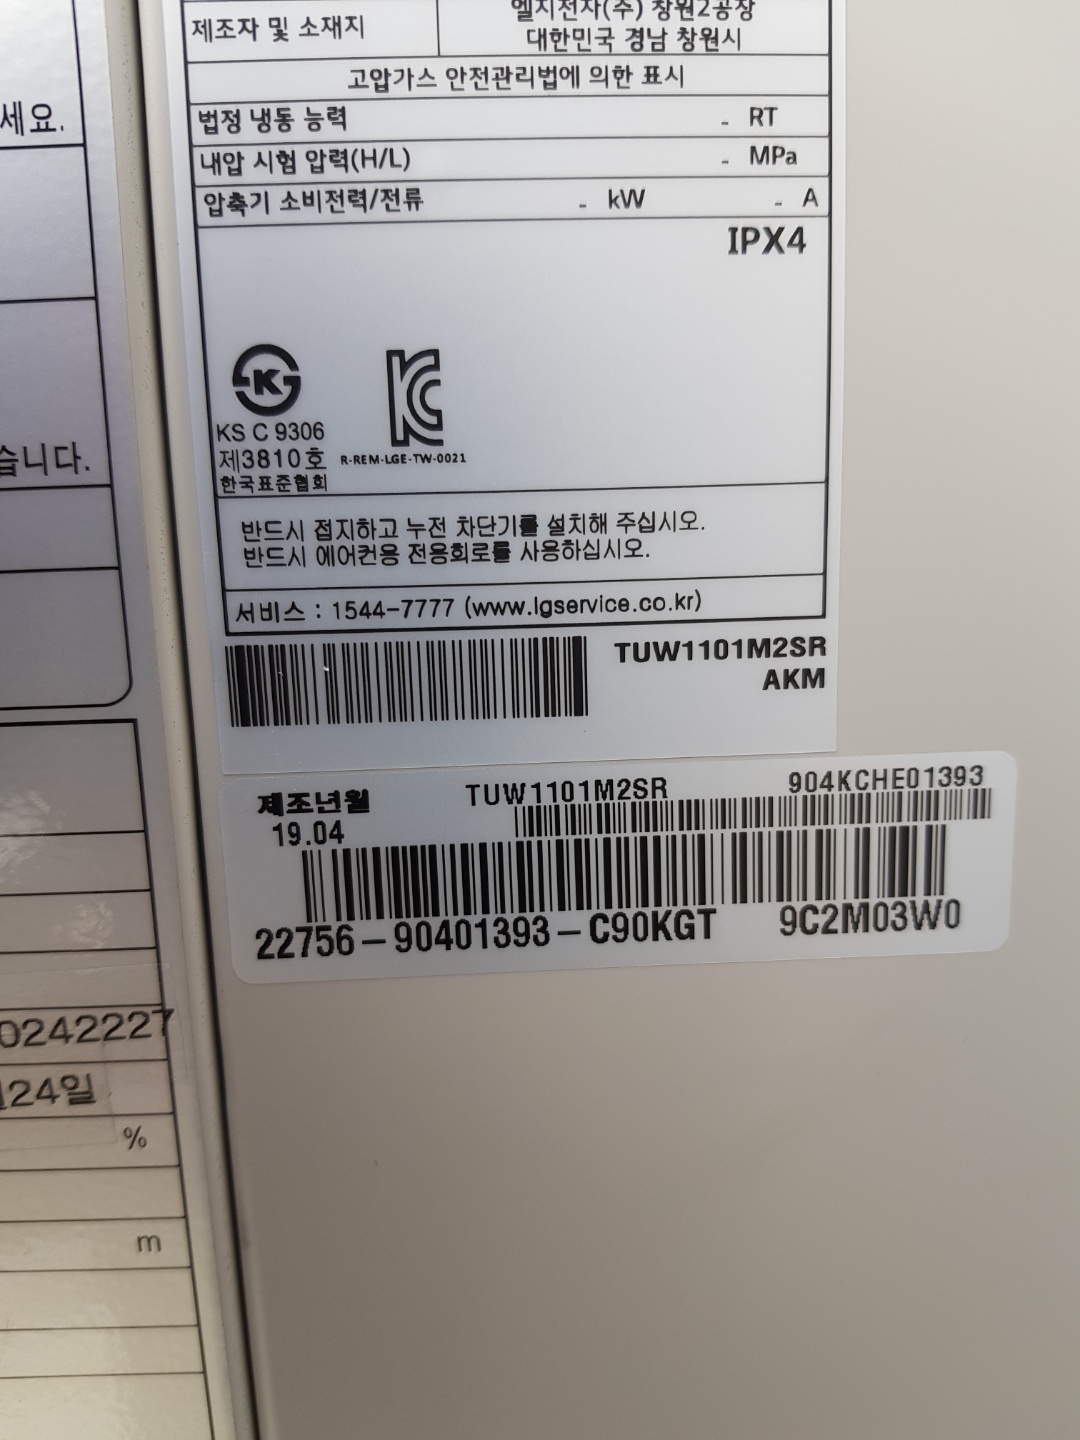 제조자 및 소재지
엘지전자(주) 창원2공장
대한민국 경남 창원시
고압가스 안전관리법에 의한 표시
법정 냉동 능력 - RT
내압 시험 압력(H/L) - MPa
압축기 소비전력/전류 - kW - A
IPX4
K
KS C 9306
제3810호
한국표준협회
R-REM-LGE-TW-0021
반드시 접지하고 누전 차단기를 설치해 주십시오.
반드시 에어컨용 전용회로를 사용하십시오.
서비스 : 1544-7777 (www.lgservice.co.kr)
TUW1101M2SR
AKM
제조년월
19.04
TUW1101M2SR
904KCHE01393
22756-90401393-C90KGT 9C2M03W0
세요.
습니다.
0242227
24일
%
m